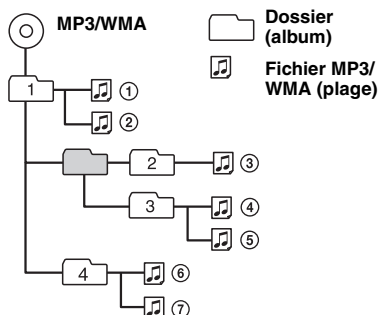 MP3/WMA
Dossier
(album)
Fichier MP3/
WMA (plage)
1
①
②
2
③
3
④
⑤
4
⑥
⑦